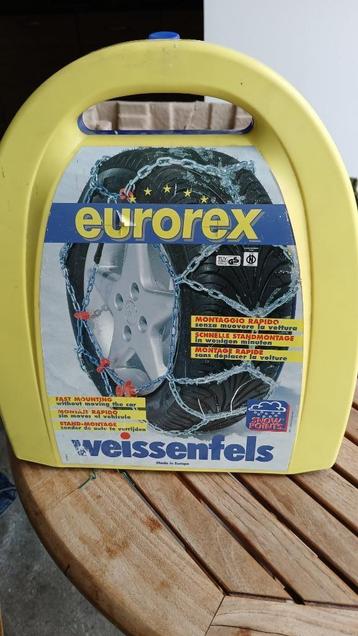 eurorex
MONTAGGIO RAPIDO
senza muovere la vettura
SCHNELLE STANDMONTAGE
in wenigen minuten
MONTAGE RAPIDE
sans déplacer la voiture
FAST MOUNTING
without moving the car
MONTAJE RAPIDO
sin mover el vehiculo
STAND-MONTAGE
zonder de auto te verrijden
SNOW
POINTS
weissenfels
Made in Europe